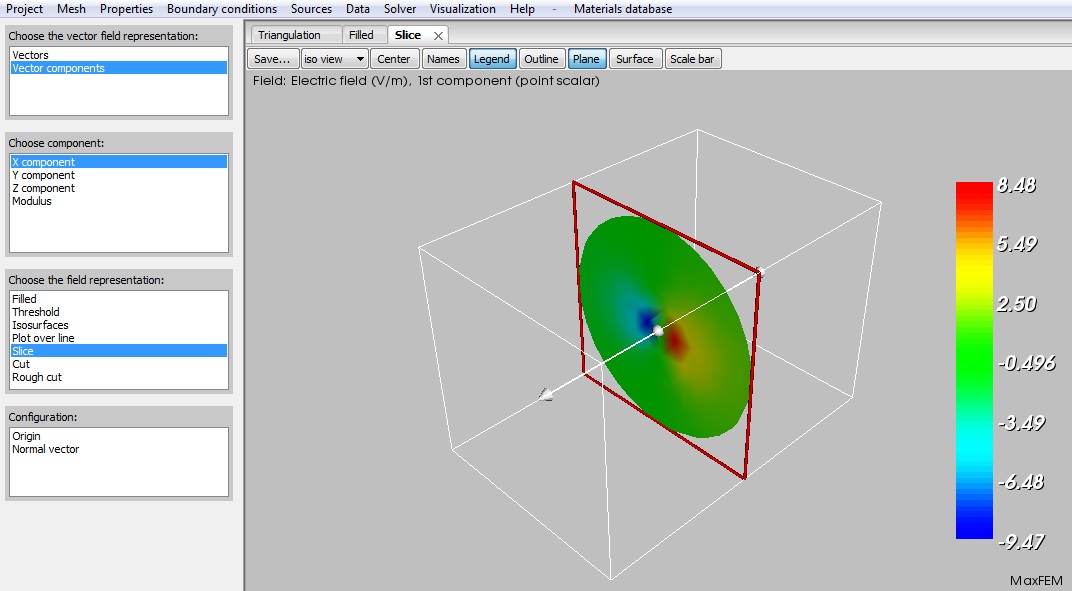 Project Mesh Properties Boundary conditions Sources Data Solver Visualization Help - Materials database
Choose the vector field representation:
Vectors
Vector components
Choose component:
X component
Y component
Z component
Modulus
Choose the field representation:
Filled
Threshold
Isosurfaces
Plot over line
Slice
Cut
Rough cut
Configuration:
Origin
Normal vector
Triangulation Filled Slice
Save... iso view Center Names Legend Outline Plane Surface Scale bar
Field: Electric field (V/m), 1st component (point scalar)
8.48
5.49
2.50
-0.496
-3.49
-6.48
-9.47
MaxFEM